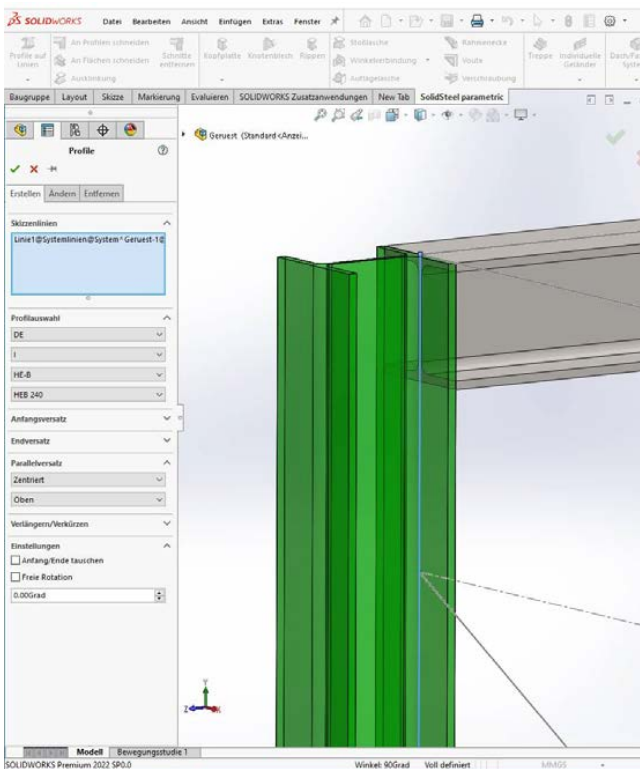 SOLIDWORKS Datei Bearbeiten Ansicht Einfügen Extras Fenster
Profile auf Linien
An Profilen schneiden
An Flächen schneiden
Ausklinkung
Schnitte entfernen
Kopfplatte Knotenblech Rippen
Stoßlasche
Winkelverbindung
Auflagelasche
Rahmenecke
Voute
Verschraubung
Treppe Individuelle Geländer
Baugruppe Layout Skizze Markierung Evaluieren SOLIDWORKS Zusatzanwendungen New Tab SolidSteel parametric
Geruest (Standard<Anzei...
Profile
Erstellen Ändern Entfernen
Skizzenlinien
Linie1@Systemlinien@System^Geruest-1@
Profilauswahl
DE
I
HE-B
HEB 240
Anfangsversatz
Endversatz
Parallelversatz
Zentriert
Oben
Verlängern/Verkürzen
Einstellungen
Anfang/Ende tauschen
Freie Rotation
0.00Grad
Y
Z
X
Modell Bewegungsstudie 1
SOLIDWORKS Premium 2022 SP0.0 Winkel: 90Grad Voll definiert MMGS